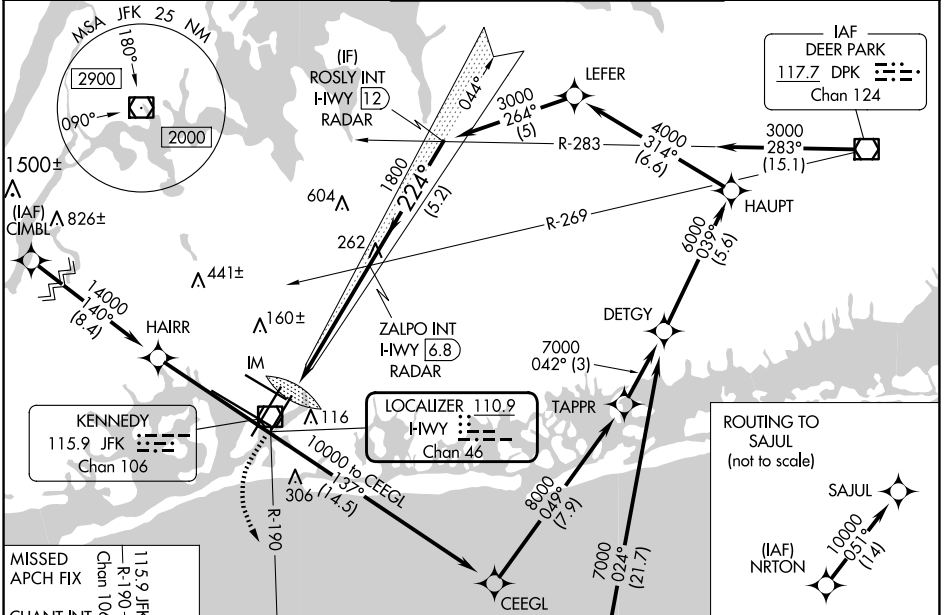 MSA JFK 25 NM
180°
2900
090°
2000
(IF)
ROSLY INT
I-IWY 12
RADAR
044°
LEFER
3000
264°
(5)
IAF
DEER PARK
117.7 DPK
Chan 124
3000
283°
(15.1)
R-283
4000
314°
(6.6)
HAUPT
1500±
(IAF)
CIMBL
826±
604
1800
224°
(5.2)
R-269
262
441±
6000
039°
(5.6)
14000
140°
(8.4)
HAIRR
160±
ZALPO INT
I-IWY 6.8
RADAR
DETGY
7000
042° (3)
TAPPR
IM
KENNEDY
115.9 JFK
Chan 106
116
LOCALIZER 110.9
I-IWY
Chan 46
10000 to CEEGL
137°
(14.5)
306
R-190
8000
049°
(7.9)
7000
024°
(21.7)
CEEGL
ROUTING TO
SAJUL
(not to scale)
SAJUL
10000
051°
(14)
(IAF)
NRTON
MISSED
APCH FIX
CHANT INT
115.9 JFK
R-190
Chan 106